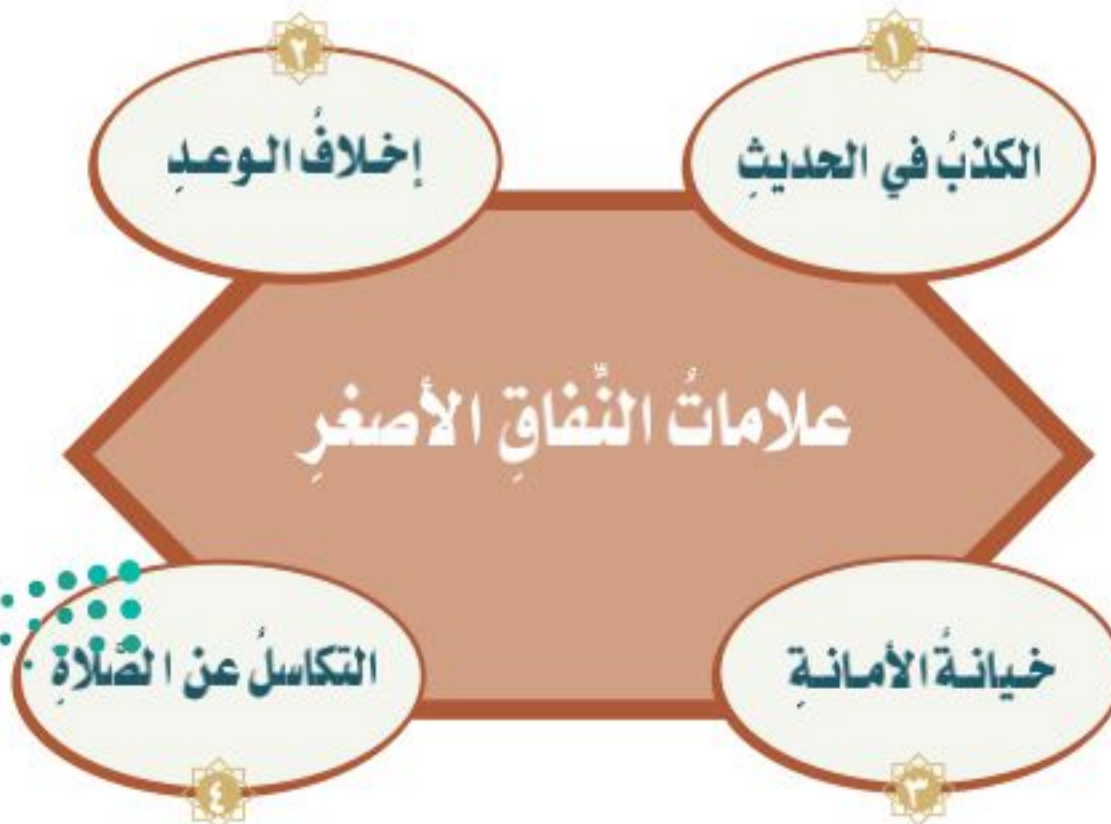 علاماتُ النِّفاقِ الأصغرِ
١
الكذبُ في الحديثِ
٢
إخلافُ الوعدِ
٣
خيانةُ الأمانةِ
٤
التكاسلُ عن الصَّلاةِ